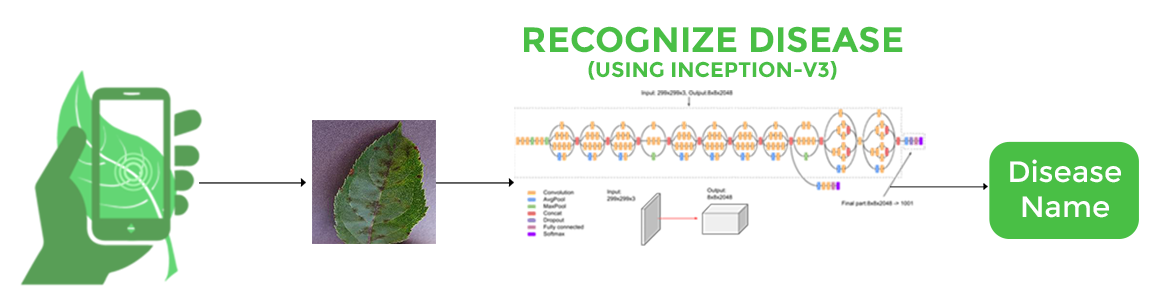 RECOGNIZE DISEASE
(USING INCEPTION-V3)
Input: 299x299x3, Output:8x8x2048
Convolution
AvgPool
MaxPool
Concat
Dropout
Fully connected
Softmax
Input:
299x299x3
Output:
8x8x2048
Final part:8x8x2048 -> 1001
Disease
Name